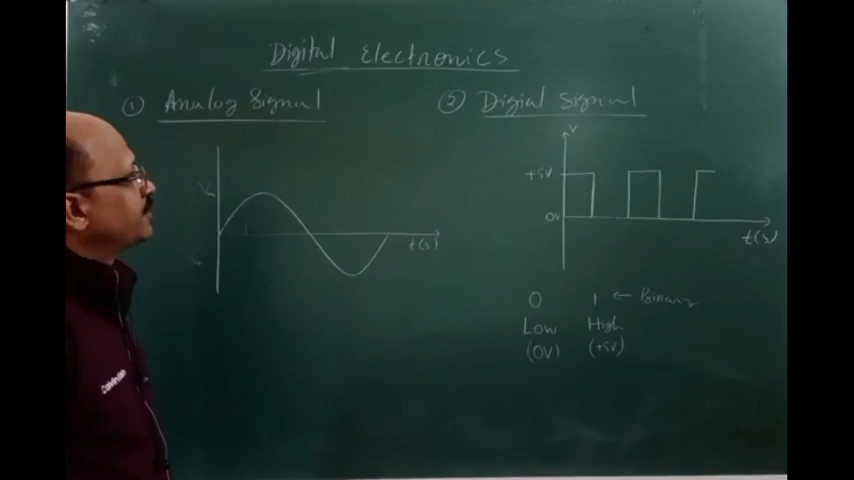 Digital Electronics
① Analog Signal
② Digial Signal
V
+5V
0V
t(s)
t(s)
0 1 ← Binary
Low High
(0V) (+5V)